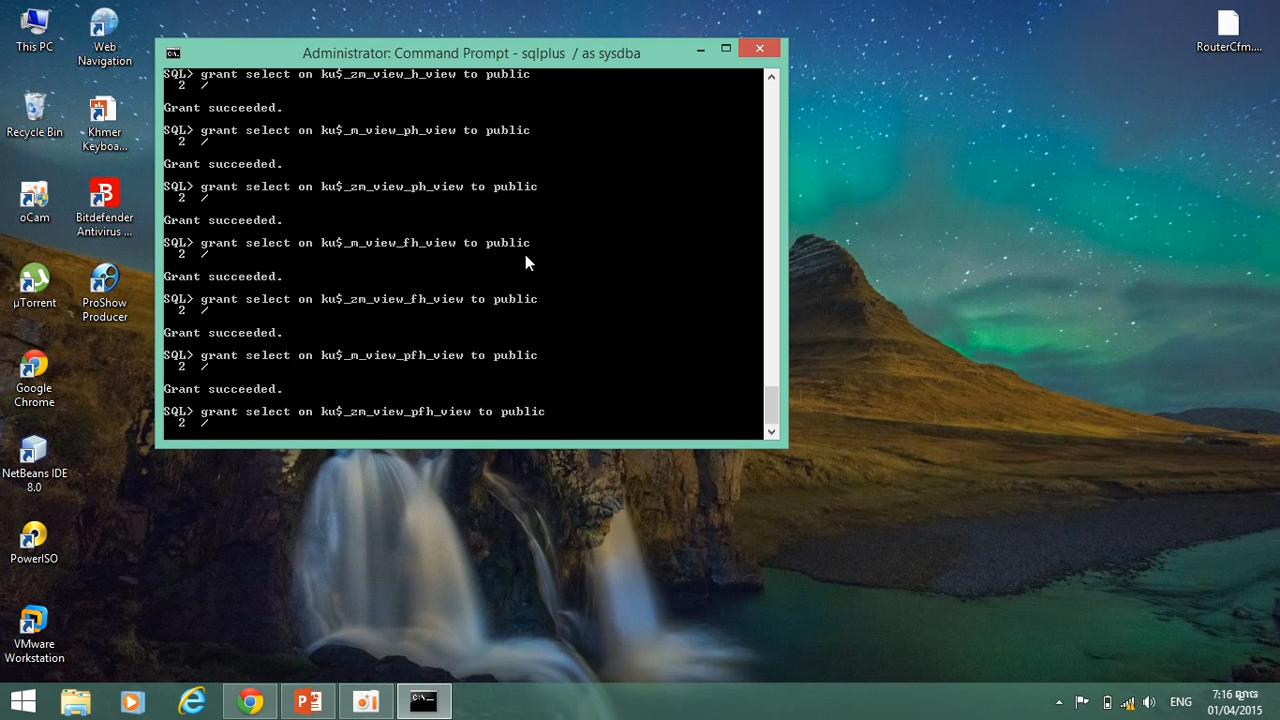 This PC
Web
Navigation
Recycle Bin
Khmer
Keyboa...
oCam
Bitdefender
Antivirus ...
µTorrent
ProShow
Producer
Google
Chrome
NetBeans IDE
8.0
PowerISO
VMware
Workstation
RouterCfm....
Administrator: Command Prompt - sqlplus / as sysdba
SQL> grant select on ku$_zm_view_h_view to public
2 /
Grant succeeded.
SQL> grant select on ku$_m_view_ph_view to public
2 /
Grant succeeded.
SQL> grant select on ku$_zm_view_ph_view to public
2 /
Grant succeeded.
SQL> grant select on ku$_m_view_fh_view to public
2 /
Grant succeeded.
SQL> grant select on ku$_zm_view_fh_view to public
2 /
Grant succeeded.
SQL> grant select on ku$_m_view_pfh_view to public
2 /
Grant succeeded.
SQL> grant select on ku$_zm_view_pfh_view to public
2 /
ENG
7:16
01/04/2015